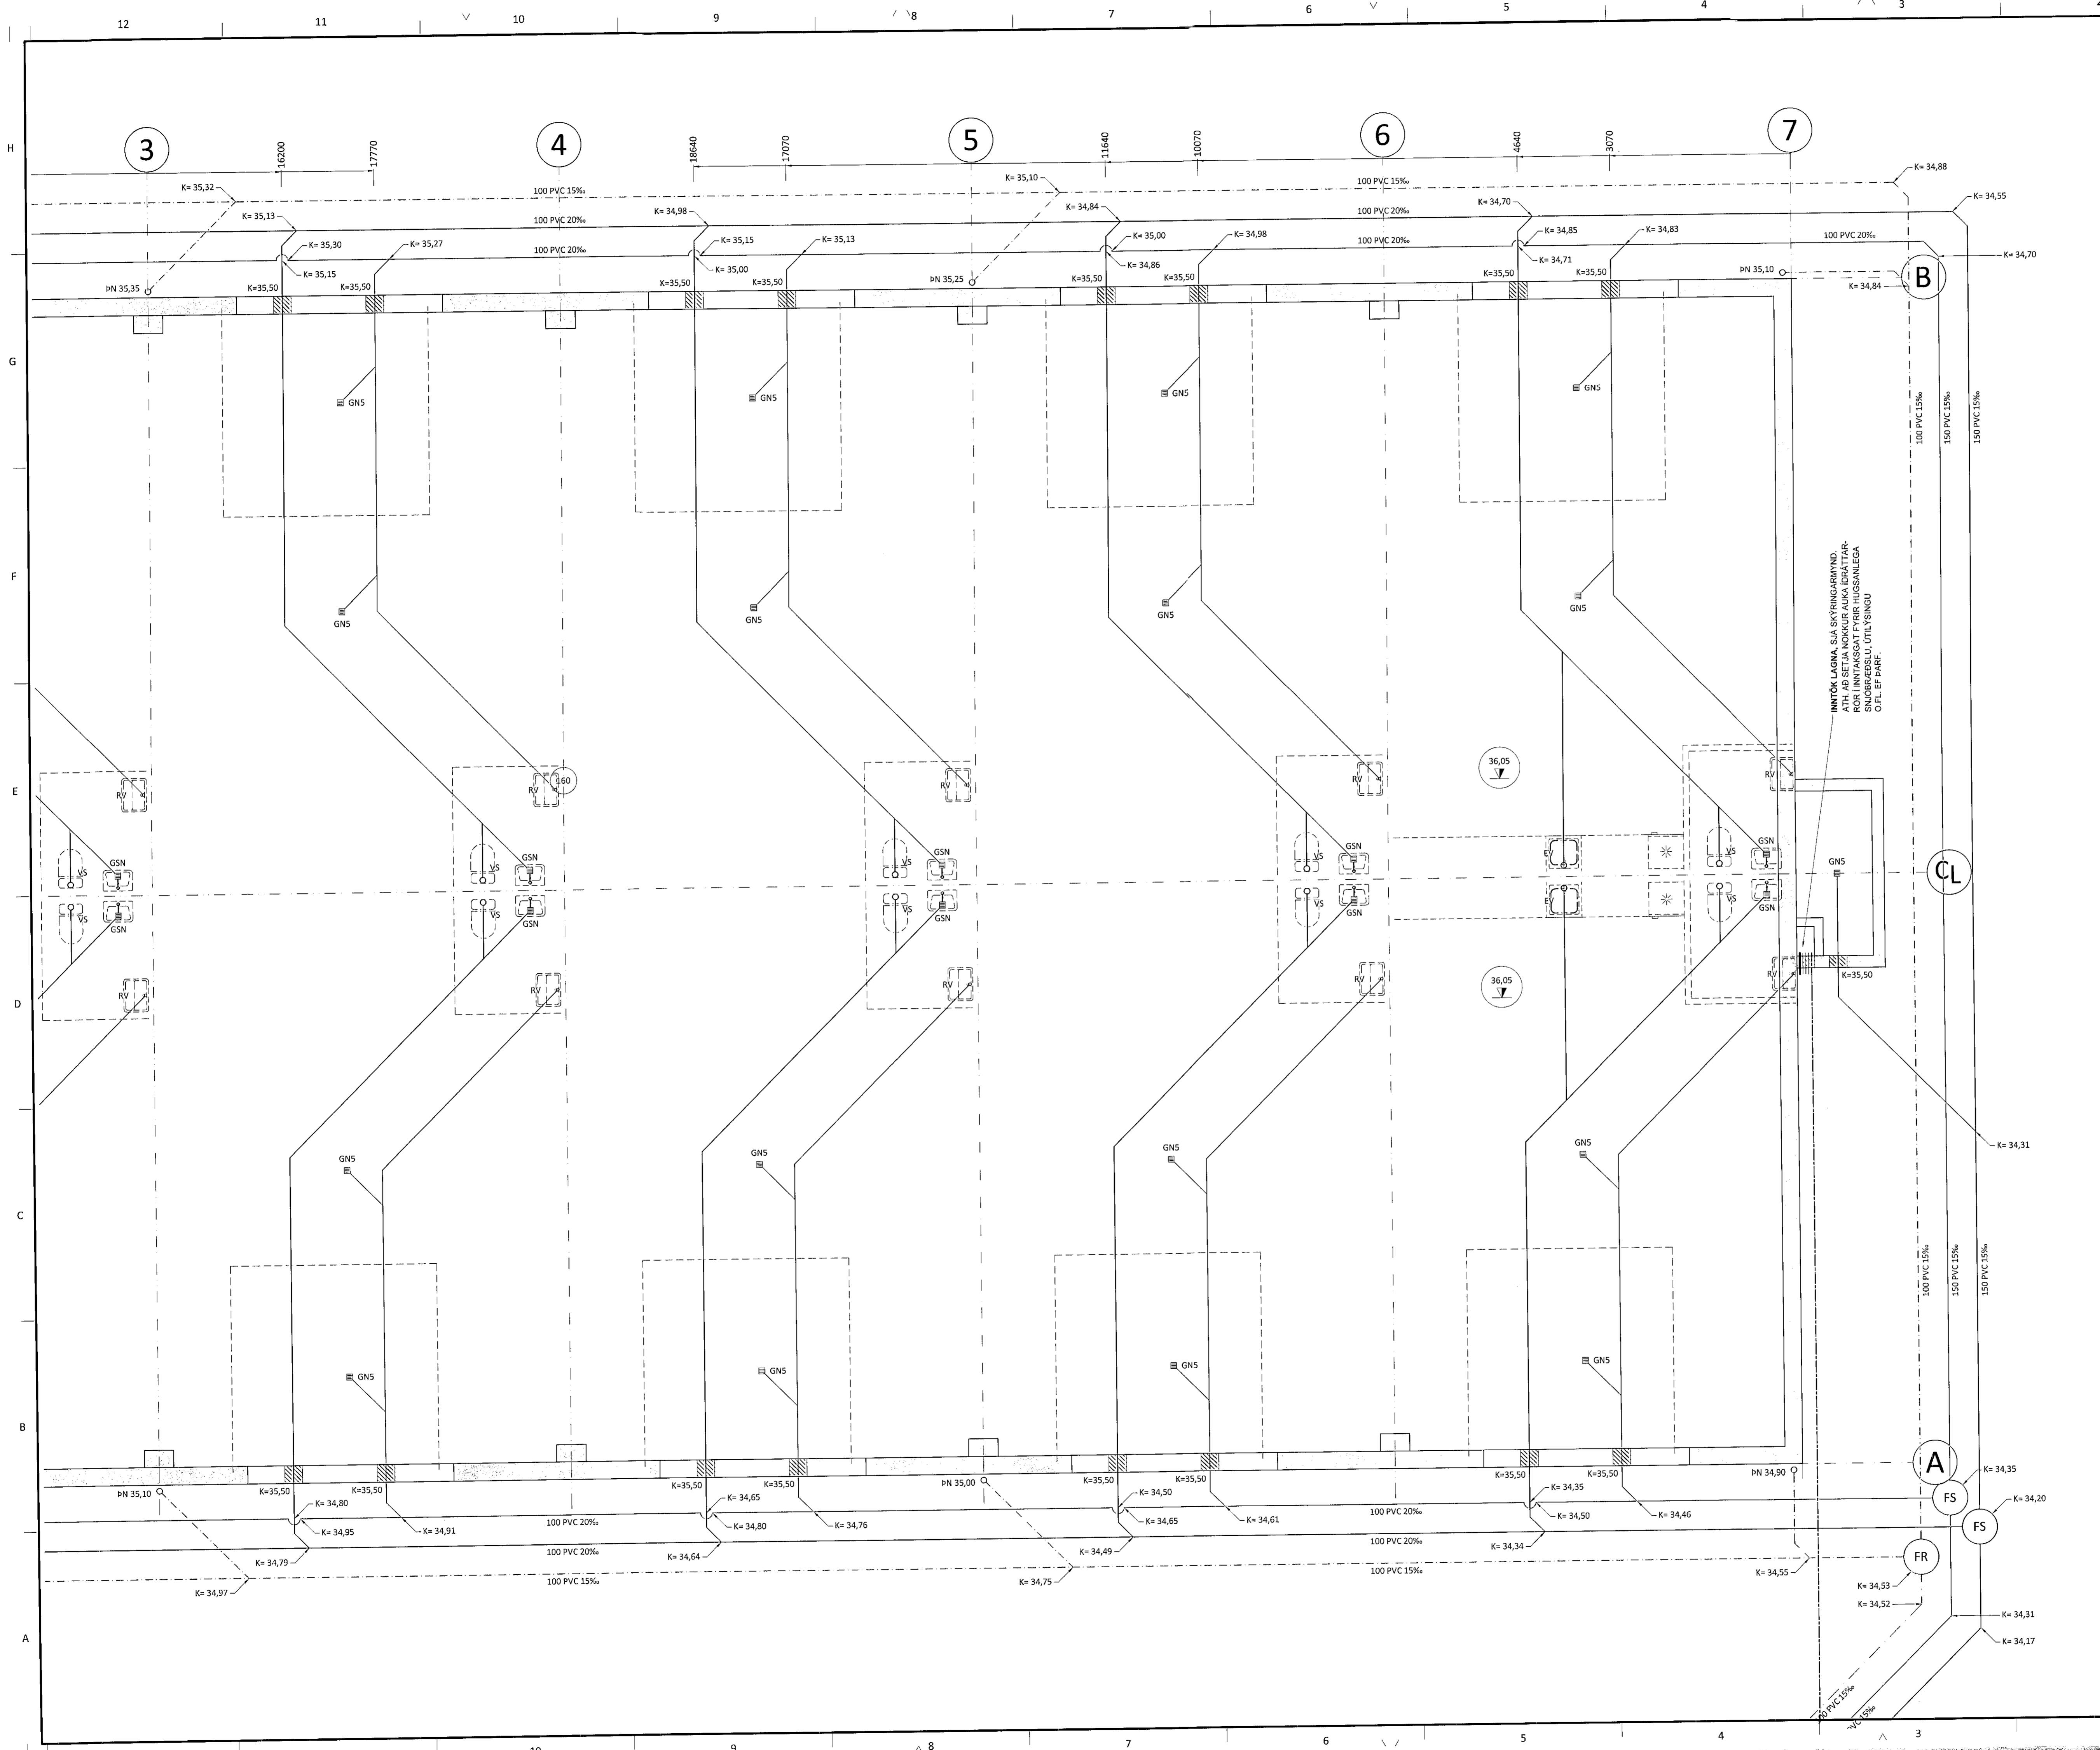 12
11
10
9
8
7
6
5
4
3
H
3
4
5
6
7
16200
17770
18640
17070
11640
10070
4640
3070
K= 35,32
100 PVC 15‰
K= 35,10
100 PVC 15‰
K= 34,88
K= 35,13
100 PVC 20‰
K= 34,98
K= 34,84
100 PVC 20‰
K= 34,70
K= 34,55
K= 35,30
K= 35,27
100 PVC 20‰
K= 35,15
K= 35,13
K= 35,00
K= 34,98
100 PVC 20‰
K= 34,85
K= 34,83
100 PVC 20‰
K= 34,70
K= 35,15
K= 35,00
K= 34,86
K= 34,71
ÞN 35,35
K=35,50
K=35,50
K=35,50
K=35,50
ÞN 35,25
K=35,50
K=35,50
K=35,50
K=35,50
ÞN 35,10
K= 34,84
B
G
GN5
GN5
GN5
GN5
100 PVC 15‰
150 PVC 15‰
150 PVC 15‰
F
GN5
GN5
GN5
GN5
INNTÖK LAGNA, SJÁ SKÝRINGARMYND.
ATH. AÐ SETJA NOKKUR AUKA ÍDRÁTTAR-
RÖR Í INNTAKSGAT FYRIR HUGSANLEGA
SNJÓBRÆÐSLU, ÚTILÝSINGU
O.FL. EF ÞARF.
E
RV
RV
160
RV
RV
36,05
RV
VS
GSN
VS
GSN
VS
GSN
VS
GSN
EV
VS
GSN
GN5
CL
VS
GSN
VS
GSN
VS
GSN
VS
GSN
EV
VS
GSN
D
RV
RV
RV
RV
36,05
RV
K=35,50
K= 34,31
C
GN5
GN5
GN5
GN5
100 PVC 15‰
150 PVC 15‰
150 PVC 15‰
B
GN5
GN5
GN5
GN5
A
ÞN 35,10
K=35,50
K=35,50
K=35,50
K=35,50
ÞN 35,00
K=35,50
K=35,50
K=35,50
K=35,50
ÞN 34,90
K= 34,35
FS
K= 34,20
FS
K= 34,80
K= 34,65
K= 34,50
K= 34,35
K= 34,95
K= 34,91
100 PVC 20‰
K= 34,80
K= 34,76
K= 34,65
K= 34,61
100 PVC 20‰
K= 34,50
K= 34,46
K= 34,79
100 PVC 20‰
K= 34,64
K= 34,49
100 PVC 20‰
K= 34,34
FR
K= 34,97
100 PVC 15‰
K= 34,75
100 PVC 15‰
K= 34,55
K= 34,53
K= 34,52
K= 34,31
K= 34,17
A
PVC 15‰
9
8
7
6
5
4
3